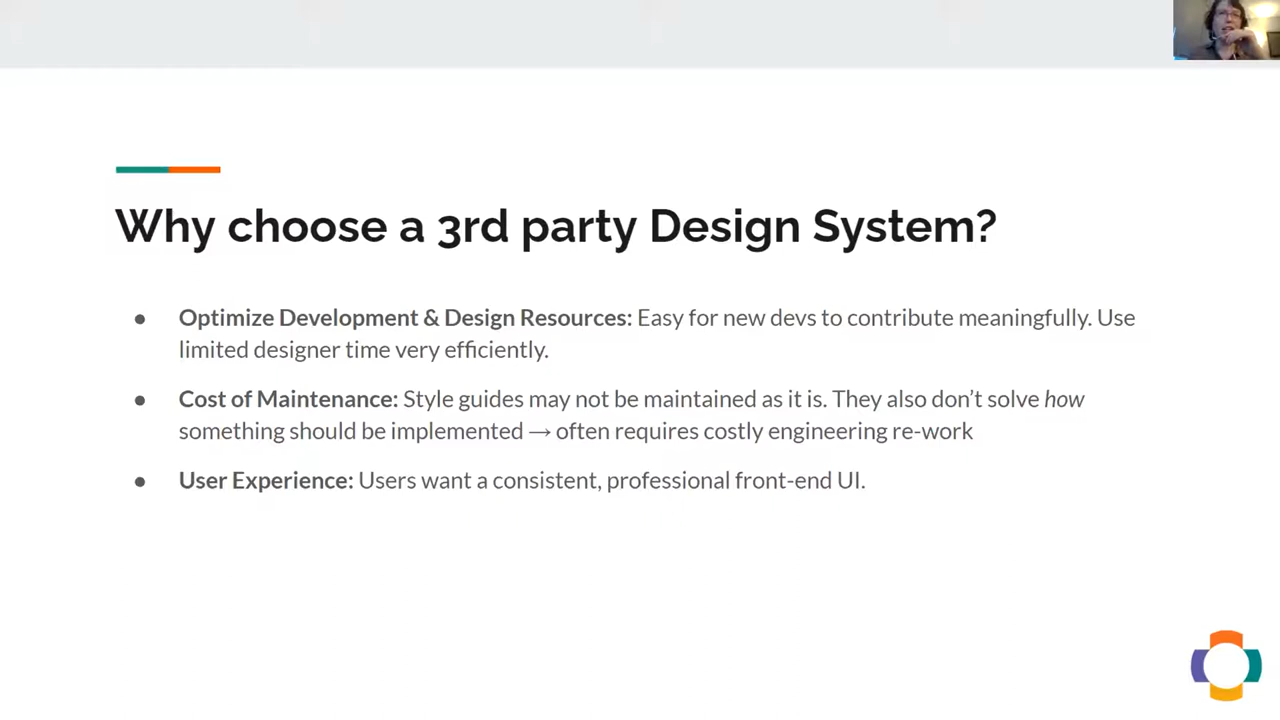 Why choose a 3rd party Design System?
● Optimize Development & Design Resources: Easy for new devs to contribute meaningfully. Use
limited designer time very efficiently.
● Cost of Maintenance: Style guides may not be maintained as it is. They also don’t solve how
something should be implemented → often requires costly engineering re-work
● User Experience: Users want a consistent, professional front-end UI.